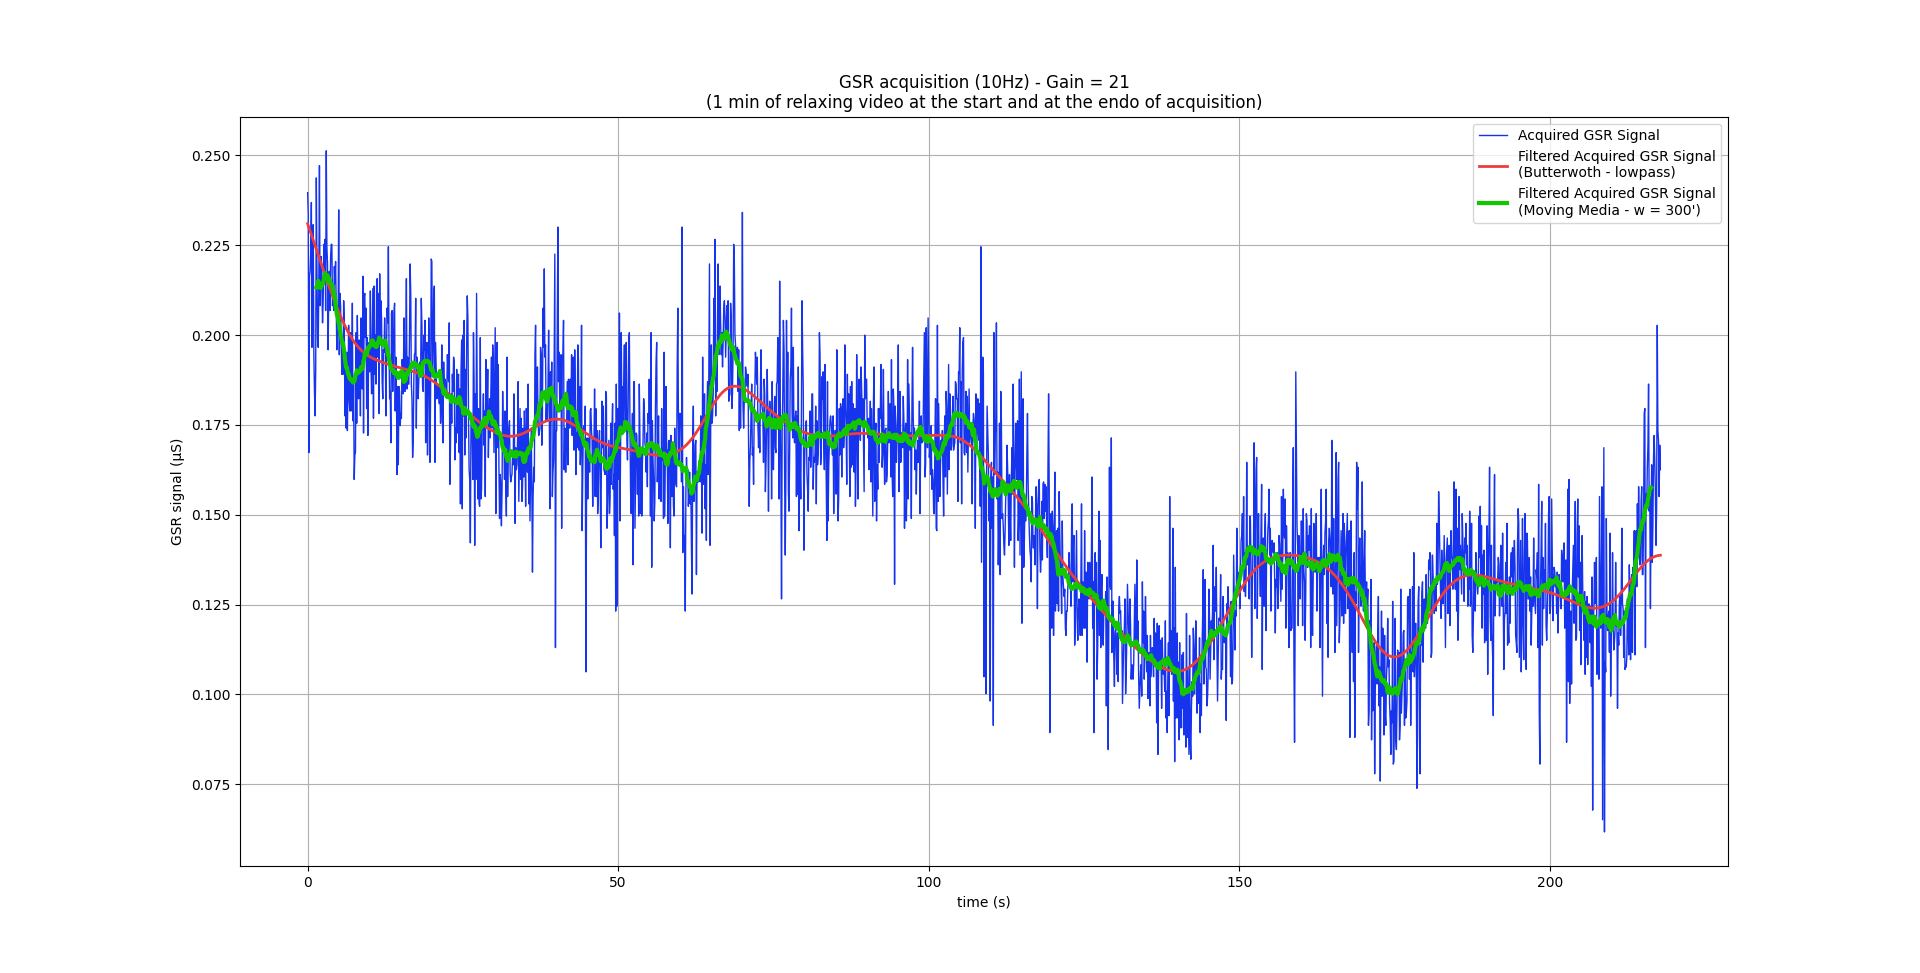 GSR acquisition (10Hz) - Gain = 21
(1 min of relaxing video at the start and at the endo of acquisition)
Acquired GSR Signal
Filtered Acquired GSR Signal
(Butterwoth - lowpass)
Filtered Acquired GSR Signal
(Moving Media - w = 300')
GSR signal (μS)
0.250
0.225
0.200
0.175
0.150
0.125
0.100
0.075
0
50
100
150
200
time (s)